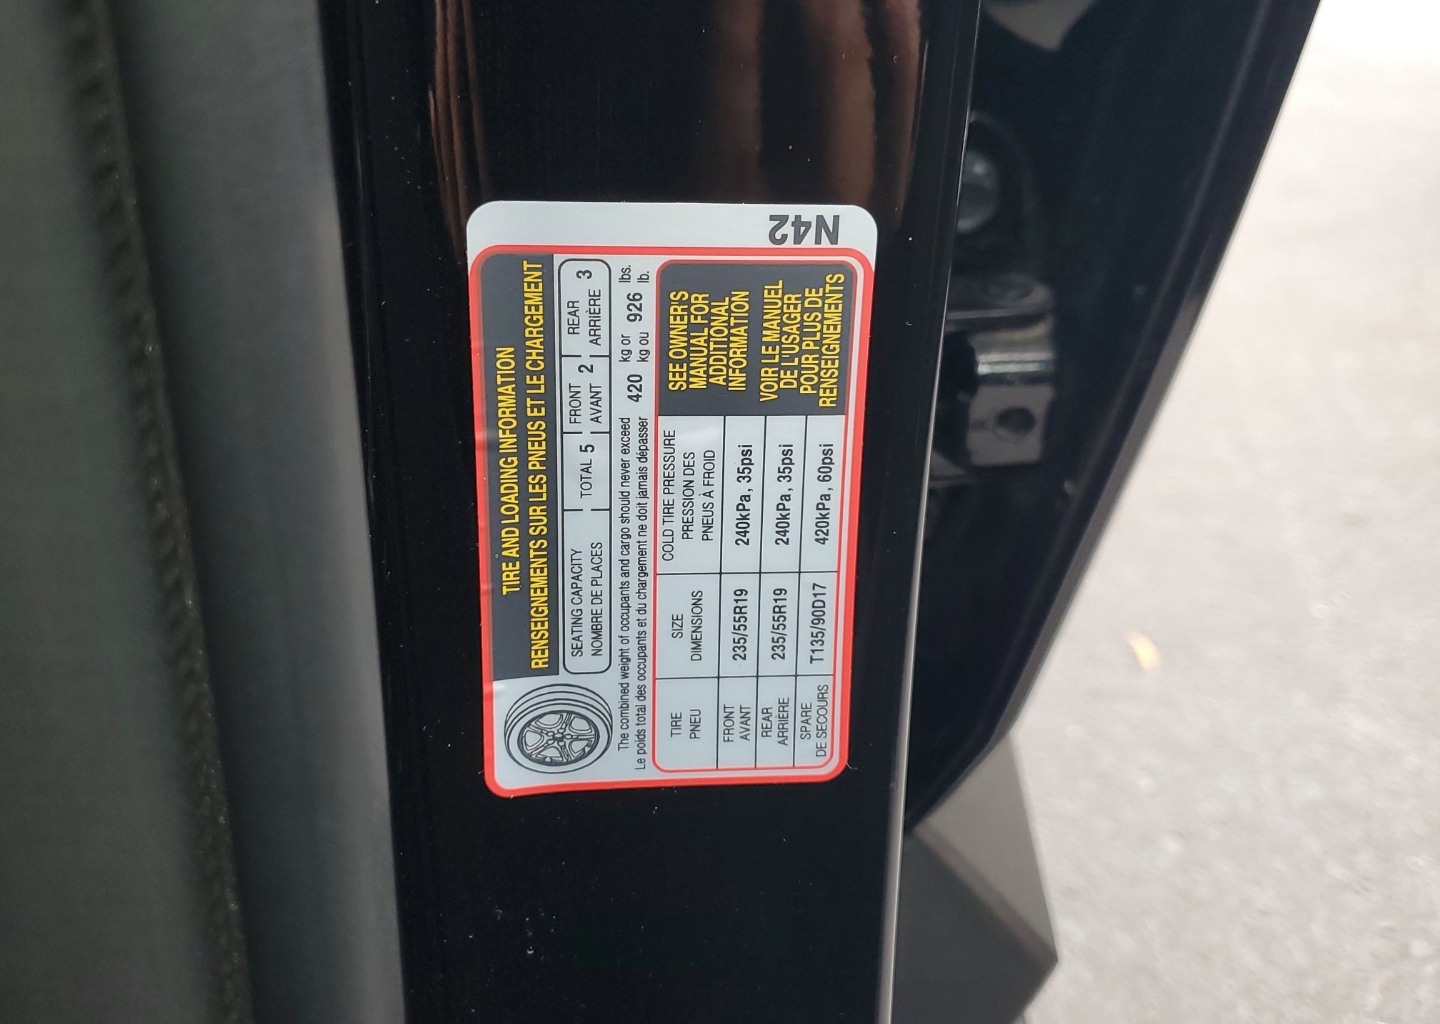 N42
TIRE AND LOADING INFORMATION
RENSEIGNEMENTS SUR LES PNEUS ET LE CHARGEMENT
SEATING CAPACITY
NOMBRE DE PLACES
TOTAL 5
FRONT
AVANT 2
REAR
ARRIÈRE 3
The combined weight of occupants and cargo should never exceed 420 kg or 926 lbs.
Le poids total des occupants et du chargement ne doit jamais dépasser kg ou lb.
TIRE
PNEU
SIZE
DIMENSIONS
COLD TIRE PRESSURE
PRESSION DES
PNEUS À FROID
FRONT
AVANT
235/55R19
240kPa, 35psi
REAR
ARRIÈRE
235/55R19
240kPa, 35psi
SPARE
DE SECOURS
T135/90D17
420kPa, 60psi
SEE OWNER'S
MANUAL FOR
ADDITIONAL
INFORMATION
VOIR LE MANUEL
DE L'USAGER
POUR PLUS DE
RENSEIGNEMENTS